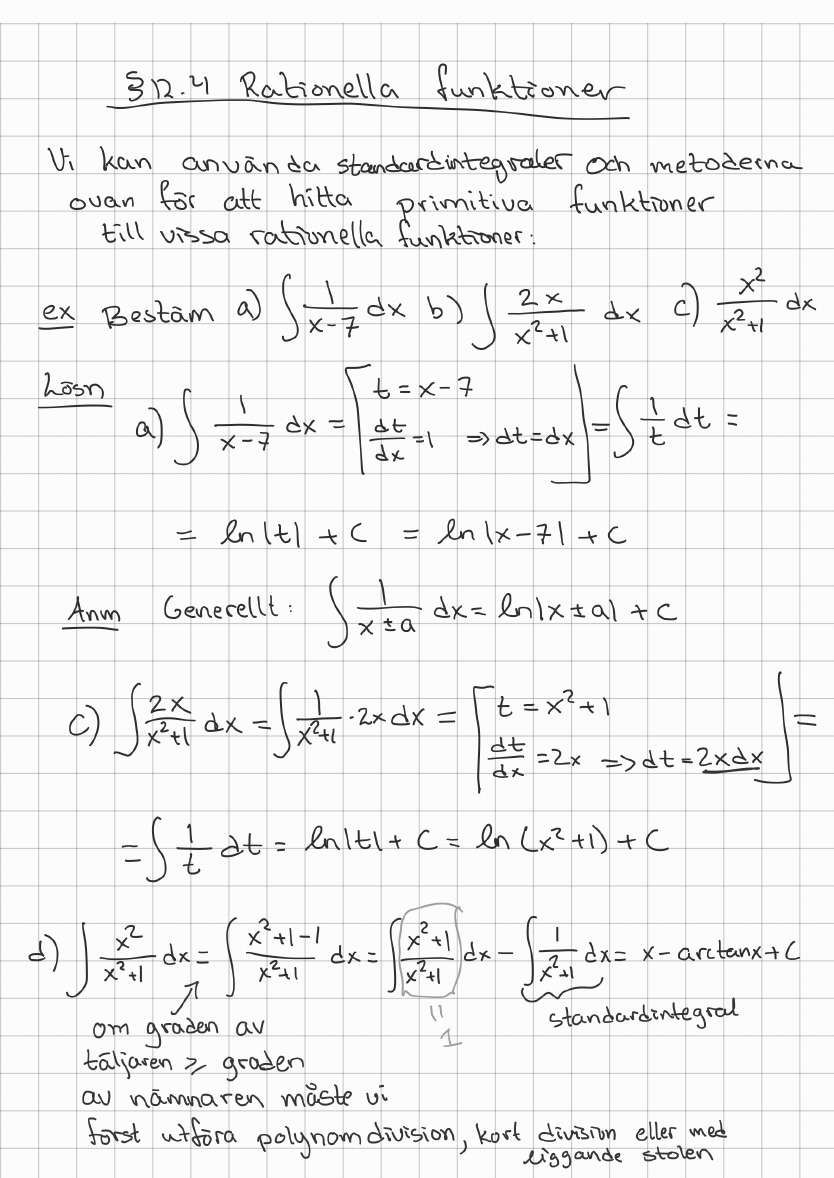 §12.4 Rationella funktioner
Vi kan använda standardintegraler och metoderna
ovan för att hitta primitiva funktioner
till vissa rationella funktioner:
ex Bestäm a) ∫ 1/(x-7) dx b) ∫ 2x/(x²+1) dx c) x²/(x²+1) dx
Lösn
a) ∫ 1/(x-7) dx = [t = x-7, dt/dx = 1 ⇒ dt = dx] = ∫ 1/t dt =
= ln|t| + C = ln|x-7| + C
Anm Generellt: ∫ 1/(x±a) dx = ln|x±a| + C
c) ∫ 2x/(x²+1) dx = ∫ 1/(x²+1) · 2x dx = [t = x²+1, dt/dx = 2x ⇒ dt = 2x dx] =
= ∫ 1/t dt = ln|t| + C = ln(x²+1) + C
d) ∫ x²/(x²+1) dx = ∫ (x²+1-1)/(x²+1) dx = ∫ (x²+1)/(x²+1) dx - ∫ 1/(x²+1) dx = x - arctanx + C
= 1
standardintegral
om graden av
täljaren ≥ graden
av nämnaren måste vi
först utföra polynomdivision, kort division eller med
liggande stolen